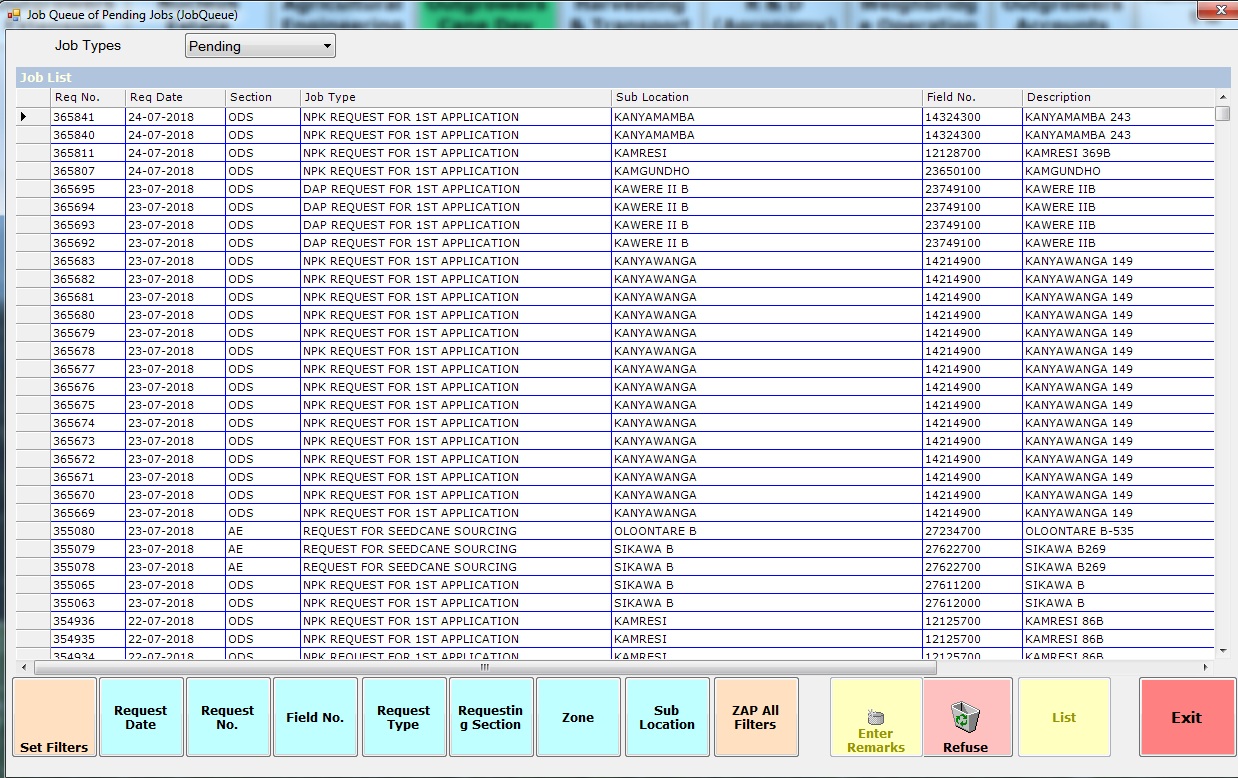 Job Queue of Pending Jobs (JobQueue)
Job Types Pending
Job List
Req No. Req Date Section Job Type Sub Location Field No. Description
365841 24-07-2018 ODS NPK REQUEST FOR 1ST APPLICATION KANYAMAMBA 14324300 KANYAMAMBA 243
365840 24-07-2018 ODS NPK REQUEST FOR 1ST APPLICATION KANYAMAMBA 14324300 KANYAMAMBA 243
365811 24-07-2018 ODS NPK REQUEST FOR 1ST APPLICATION KAMRESI 12128700 KAMRESI 369B
365807 24-07-2018 ODS NPK REQUEST FOR 1ST APPLICATION KAMGUNDHO 23650100 KAMGUNDHO
365695 23-07-2018 ODS DAP REQUEST FOR 1ST APPLICATION KAWERE II B 23749100 KAWERE IIB
365694 23-07-2018 ODS DAP REQUEST FOR 1ST APPLICATION KAWERE II B 23749100 KAWERE IIB
365693 23-07-2018 ODS DAP REQUEST FOR 1ST APPLICATION KAWERE II B 23749100 KAWERE IIB
365692 23-07-2018 ODS DAP REQUEST FOR 1ST APPLICATION KAWERE II B 23749100 KAWERE IIB
365683 23-07-2018 ODS NPK REQUEST FOR 1ST APPLICATION KANYAWANGA 14214900 KANYAWANGA 149
365682 23-07-2018 ODS NPK REQUEST FOR 1ST APPLICATION KANYAWANGA 14214900 KANYAWANGA 149
365681 23-07-2018 ODS NPK REQUEST FOR 1ST APPLICATION KANYAWANGA 14214900 KANYAWANGA 149
365680 23-07-2018 ODS NPK REQUEST FOR 1ST APPLICATION KANYAWANGA 14214900 KANYAWANGA 149
365679 23-07-2018 ODS NPK REQUEST FOR 1ST APPLICATION KANYAWANGA 14214900 KANYAWANGA 149
365678 23-07-2018 ODS NPK REQUEST FOR 1ST APPLICATION KANYAWANGA 14214900 KANYAWANGA 149
365677 23-07-2018 ODS NPK REQUEST FOR 1ST APPLICATION KANYAWANGA 14214900 KANYAWANGA 149
365676 23-07-2018 ODS NPK REQUEST FOR 1ST APPLICATION KANYAWANGA 14214900 KANYAWANGA 149
365675 23-07-2018 ODS NPK REQUEST FOR 1ST APPLICATION KANYAWANGA 14214900 KANYAWANGA 149
365674 23-07-2018 ODS NPK REQUEST FOR 1ST APPLICATION KANYAWANGA 14214900 KANYAWANGA 149
365673 23-07-2018 ODS NPK REQUEST FOR 1ST APPLICATION KANYAWANGA 14214900 KANYAWANGA 149
365672 23-07-2018 ODS NPK REQUEST FOR 1ST APPLICATION KANYAWANGA 14214900 KANYAWANGA 149
365671 23-07-2018 ODS NPK REQUEST FOR 1ST APPLICATION KANYAWANGA 14214900 KANYAWANGA 149
365670 23-07-2018 ODS NPK REQUEST FOR 1ST APPLICATION KANYAWANGA 14214900 KANYAWANGA 149
365669 23-07-2018 ODS NPK REQUEST FOR 1ST APPLICATION KANYAWANGA 14214900 KANYAWANGA 149
355080 23-07-2018 AE REQUEST FOR SEEDCANE SOURCING OLOONTARE B 27234700 OLOONTARE B-535
355079 23-07-2018 AE REQUEST FOR SEEDCANE SOURCING SIKAWA B 27622700 SIKAWA B269
355078 23-07-2018 AE REQUEST FOR SEEDCANE SOURCING SIKAWA B 27622700 SIKAWA B269
355065 23-07-2018 ODS NPK REQUEST FOR 1ST APPLICATION SIKAWA B 27611200 SIKAWA B
355063 23-07-2018 ODS NPK REQUEST FOR 1ST APPLICATION SIKAWA B 27612000 SIKAWA B
354936 22-07-2018 ODS NPK REQUEST FOR 1ST APPLICATION KAMRESI 12125700 KAMRESI 86B
354935 22-07-2018 ODS NPK REQUEST FOR 1ST APPLICATION KAMRESI 12125700 KAMRESI 86B
354934 22-07-2018 ODS NPK REQUEST FOR 1ST APPLICATION KAMRESI 12125700 KAMRESI 86B
Set Filters
Request
Date
Request
No.
Field No.
Request
Type
Requestin
g Section
Zone
Sub
Location
ZAP All
Filters
Enter
Remarks
Refuse
List
Exit